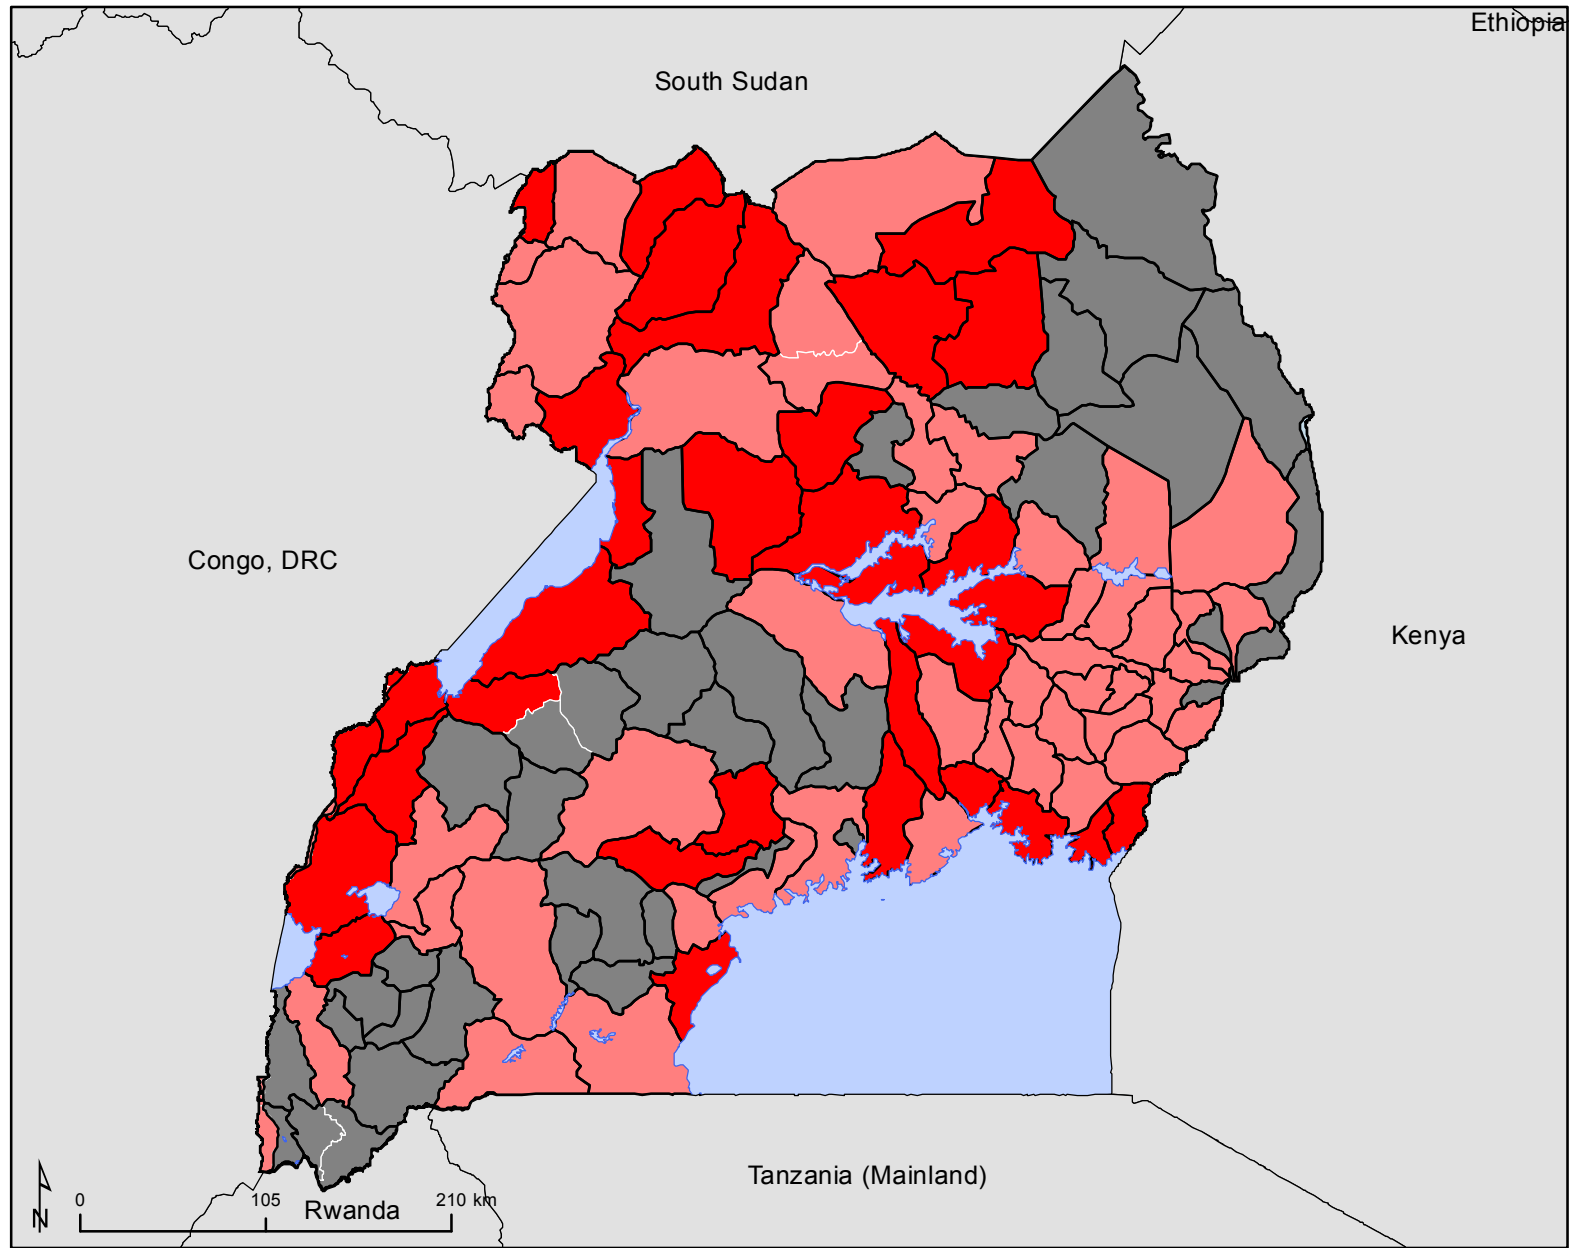 Ethiopia
South Sudan
Congo, DRC
Kenya
Tanzania (Mainland)
N
0 105 210 km
Rwanda